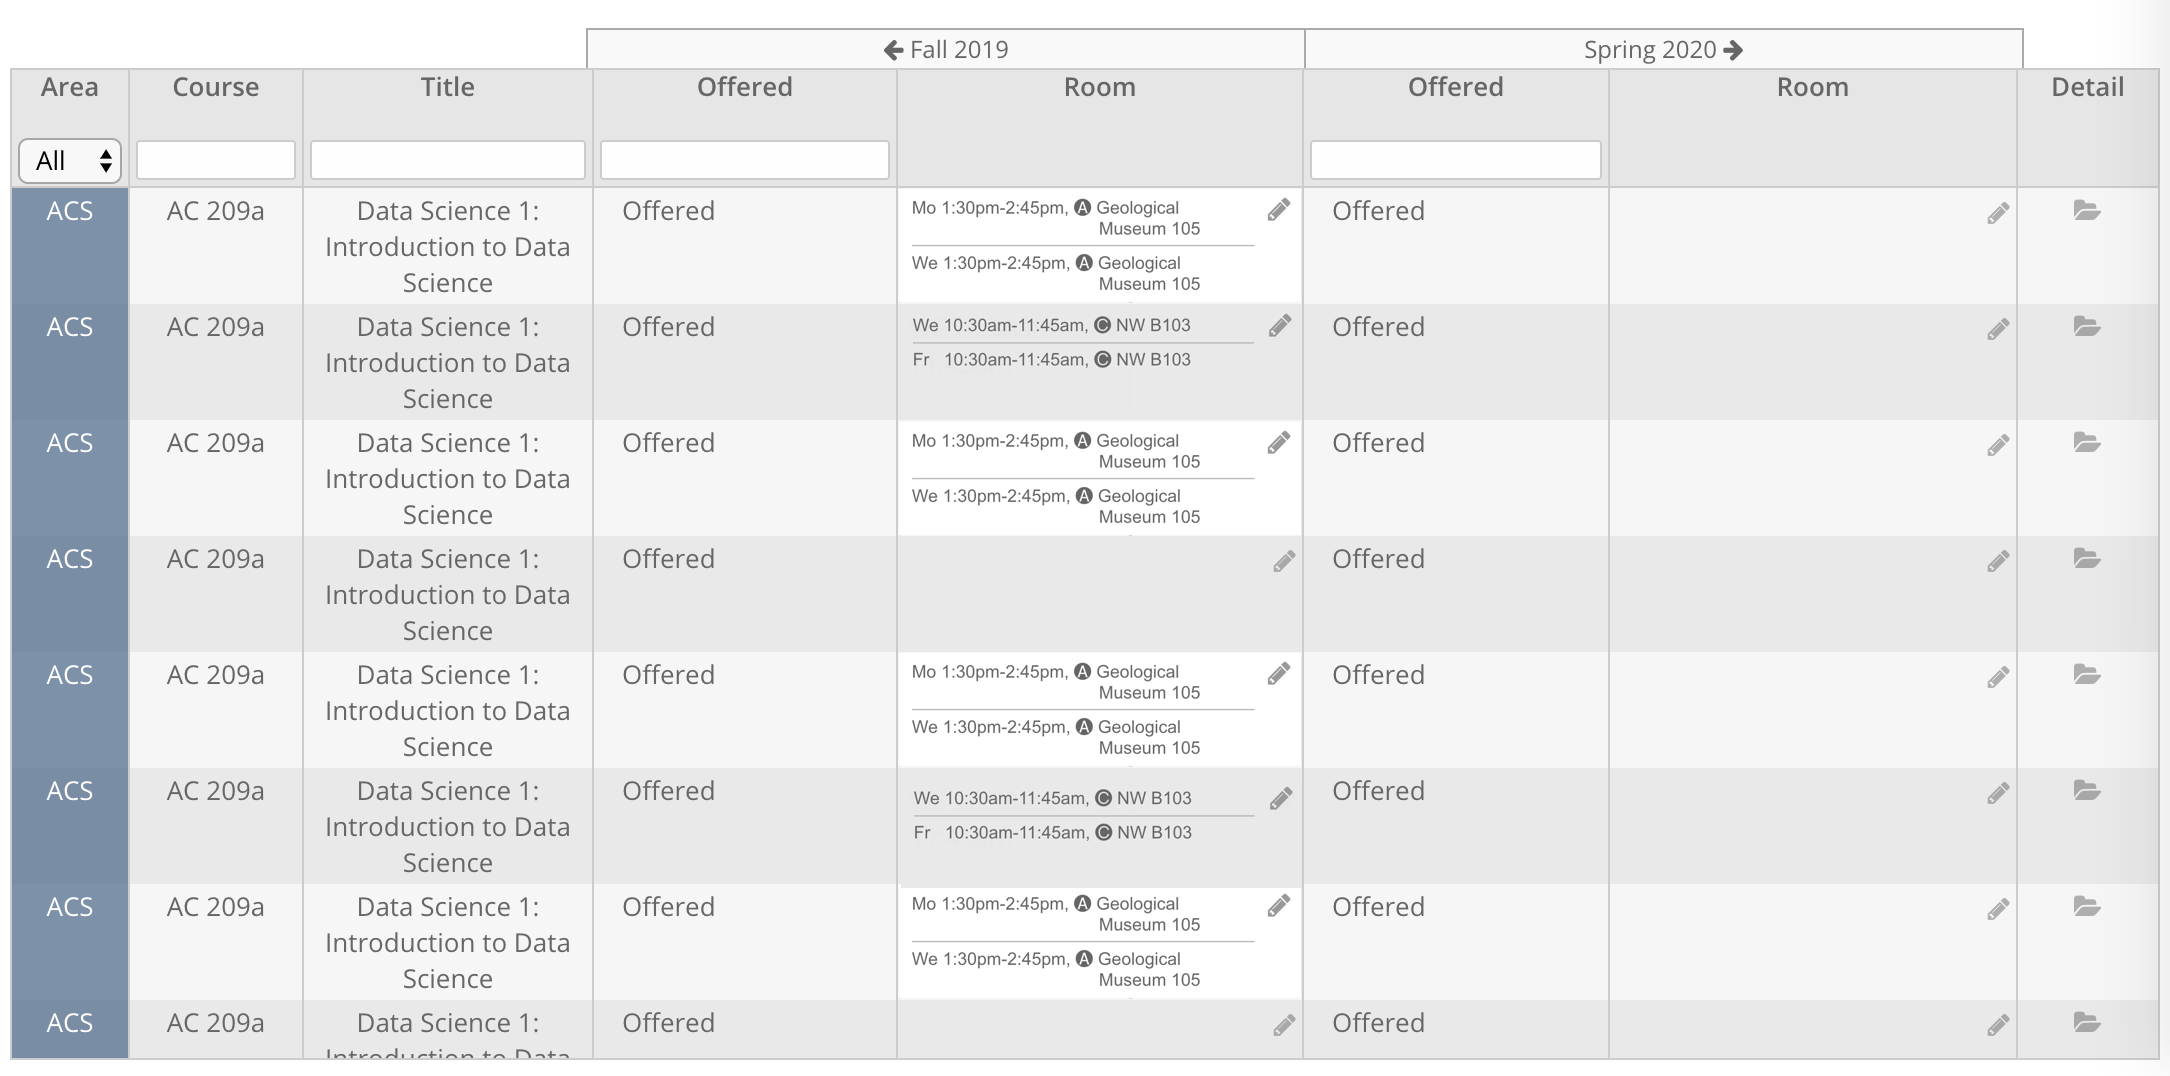 Fall 2019
Spring 2020
Area Course Title Offered Room Offered Room Detail
All
ACS AC 209a Data Science 1: Offered Mo 1:30pm-2:45pm, A Geological Offered
Introduction to Data Museum 105
Science We 1:30pm-2:45pm, A Geological
Museum 105
ACS AC 209a Data Science 1: Offered We 10:30am-11:45am, C NW B103 Offered
Introduction to Data Fr 10:30am-11:45am, C NW B103
Science
ACS AC 209a Data Science 1: Offered Mo 1:30pm-2:45pm, A Geological Offered
Introduction to Data Museum 105
Science We 1:30pm-2:45pm, A Geological
Museum 105
ACS AC 209a Data Science 1: Offered Offered
Introduction to Data
Science
ACS AC 209a Data Science 1: Offered Mo 1:30pm-2:45pm, A Geological Offered
Introduction to Data Museum 105
Science We 1:30pm-2:45pm, A Geological
Museum 105
ACS AC 209a Data Science 1: Offered We 10:30am-11:45am, C NW B103 Offered
Introduction to Data Fr 10:30am-11:45am, C NW B103
Science
ACS AC 209a Data Science 1: Offered Mo 1:30pm-2:45pm, A Geological Offered
Introduction to Data Museum 105
Science We 1:30pm-2:45pm, A Geological
Museum 105
ACS AC 209a Data Science 1: Offered Offered
Introduction to Data